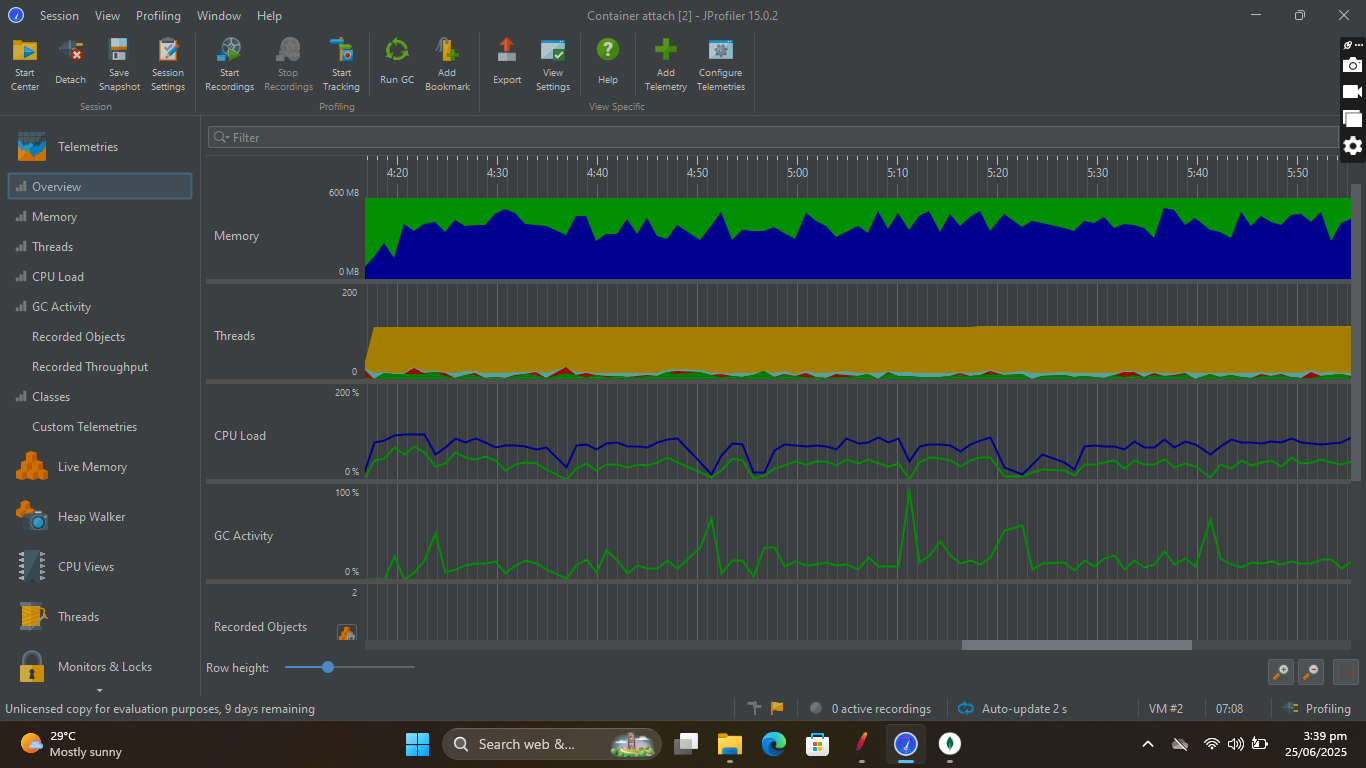 Session View Profiling Window Help
Container attach [2] - JProfiler 15.0.2
Start Center
Detach
Save Snapshot
Session Settings
Start Recordings
Stop Recordings
Start Tracking
Run GC
Add Bookmark
Export
View Settings
Help
Add Telemetry
Configure Telemetries
Session
Profiling
View Specific
Telemetries
Overview
Memory
Threads
CPU Load
GC Activity
Recorded Objects
Recorded Throughput
Classes
Custom Telemetries
Live Memory
Heap Walker
CPU Views
Threads
Monitors & Locks
Filter
4:20 4:30 4:40 4:50 5:00 5:10 5:20 5:30 5:40 5:50
600 MB
Memory
0 MB
200
Threads
0
200 %
CPU Load
0 %
100 %
GC Activity
0 %
2
Recorded Objects
Row height:
Unlicensed copy for evaluation purposes, 9 days remaining
0 active recordings
Auto-update 2 s
VM #2
07:08
Profiling
29°C
Mostly sunny
Search web &...
3:39 pm
25/06/2025